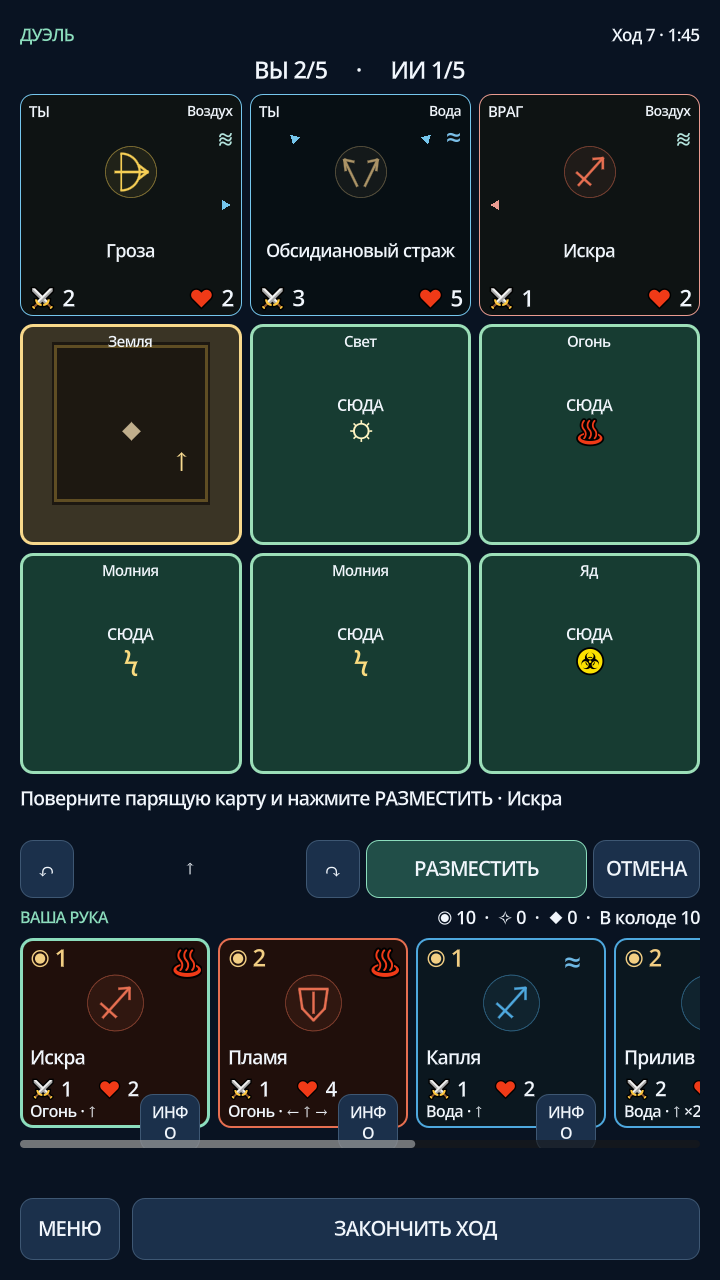 ДУЭЛЬ
Ход 7 · 1:45
ВЫ 2/5 · ИИ 1/5
ТЫ Воздух
ТЫ Вода
ВРАГ Воздух
Гроза
Обсидиановый страж
Искра
2 2
3 5
1 2
Земля
Свет
Огонь
↑
СЮДА
СЮДА
Молния
Молния
Яд
СЮДА
СЮДА
СЮДА
Поверните парящую карту и нажмите РАЗМЕСТИТЬ · Искра
↶ ↑ ↷ РАЗМЕСТИТЬ ОТМЕНА
ВАША РУКА
◉ 10 · ✧ 0 · ◆ 0 · В колоде 10
◉ 1
◉ 2
◉ 1
◉ 2
Искра
Пламя
Капля
Прилив
1 2
1 4
1 2
2
Огонь · ↑
Огонь · ← ↑ →
Вода · ↑
Вода · ↑ ×2
ИНФО
ИНФО
ИНФО
МЕНЮ
ЗАКОНЧИТЬ ХОД